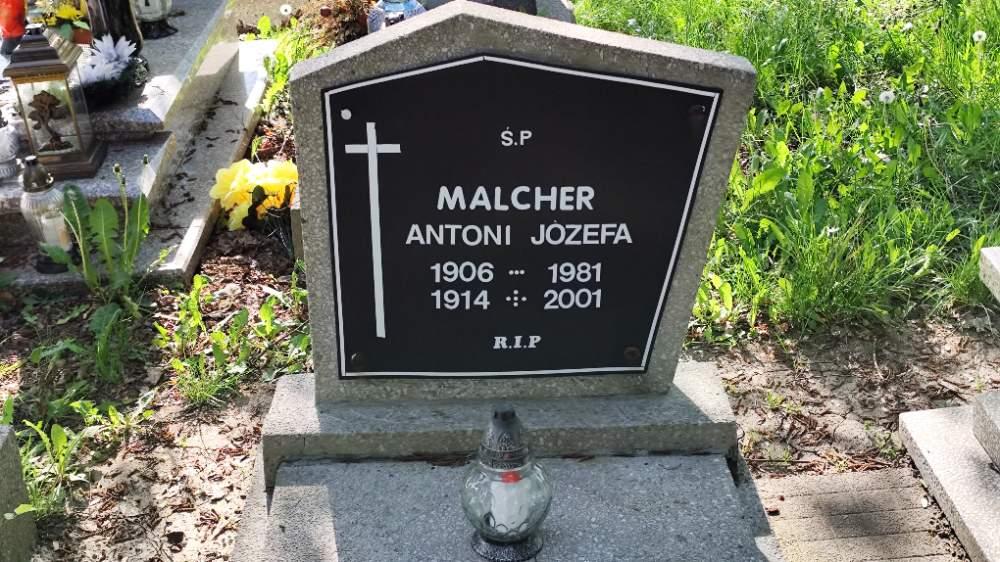 Ś.P
MALCHER
ANTONI JÓZEFA
1906 ··· 1981
1914 ·:· 2001
R.I.P